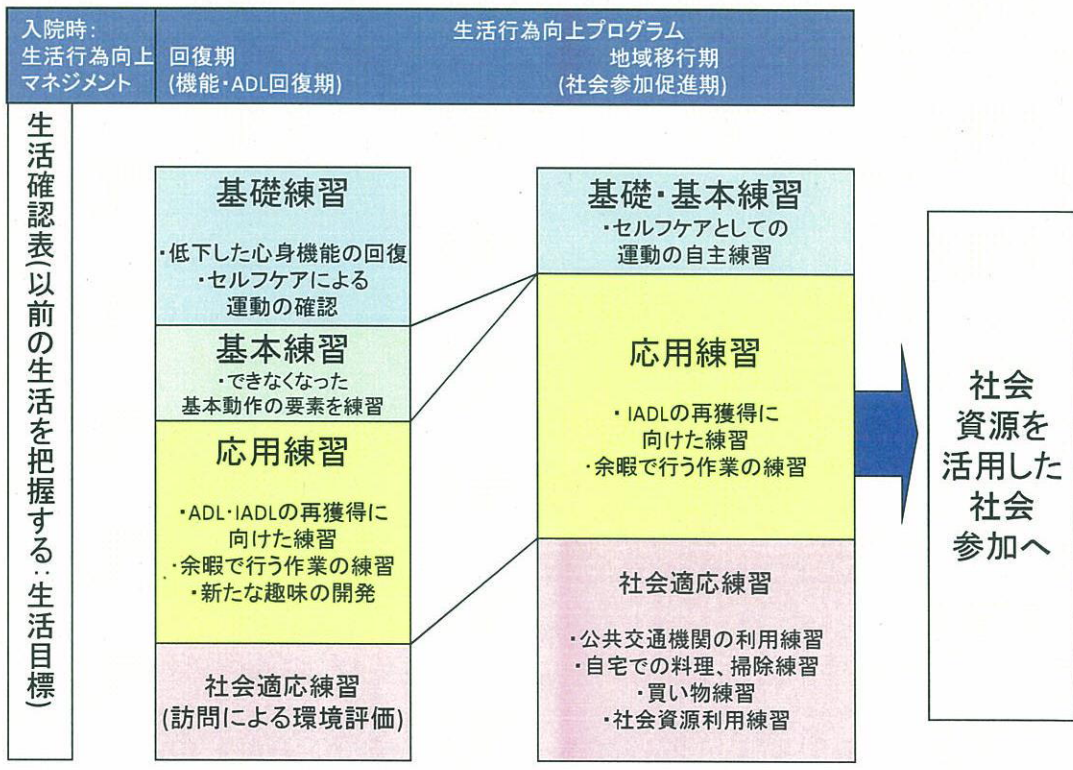 入院時:
生活行為向上
マネジメント
生活行為向上プログラム
回復期
(機能・ADL回復期)
地域移行期
(社会参加促進期)
生活確認表(以前の生活を把握する:生活目標)
基礎練習
・低下した心身機能の回復
・セルフケアによる
運動の確認
基本練習
・できなくなった
基本動作の要素を練習
応用練習
・ADL・IADLの再獲得に
向けた練習
・余暇で行う作業の練習
・新たな趣味の開発
社会適応練習
(訪問による環境評価)
基礎・基本練習
・セルフケアとしての
運動の自主練習
応用練習
・IADLの再獲得に
向けた練習
・余暇で行う作業の練習
社会適応練習
・公共交通機関の利用練習
・自宅での料理、掃除練習
・買い物練習
・社会資源利用練習
社会
資源を
活用した
社会
参加へ